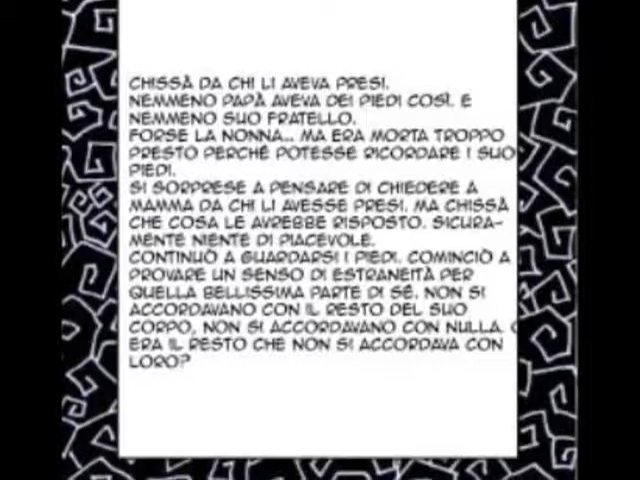 CHISSÀ DA CHI LI AVEVA PRESI.
NEMMENO PAPÀ AVEVA DEI PIEDI COSÌ. E
NEMMENO SUO FRATELLO.
FORSE LA NONNA... MA ERA MORTA TROPPO
PRESTO PERCHÉ POTESSE RICORDARE I SUO
PIEDI.
SI SORPRESE A PENSARE DI CHIEDERE A
MAMMA DA CHI LI AVESSE PRESI. MA CHISSÀ
CHE COSA LE AVREBBE RISPOSTO. SICURA-
MENTE NIENTE DI PIACEVOLE.
CONTINUÒ A GUARDARSI I PIEDI. COMINCIÒ A
PROVARE UN SENSO DI ESTRANEITÀ PER
QUELLA BELLISSIMA PARTE DI SÉ. NON SI
ACCORDAVANO CON IL RESTO DEL SUO
CORPO, NON SI ACCORDAVANO CON NULLA.
ERA IL RESTO CHE NON SI ACCORDAVA CON
LORO?